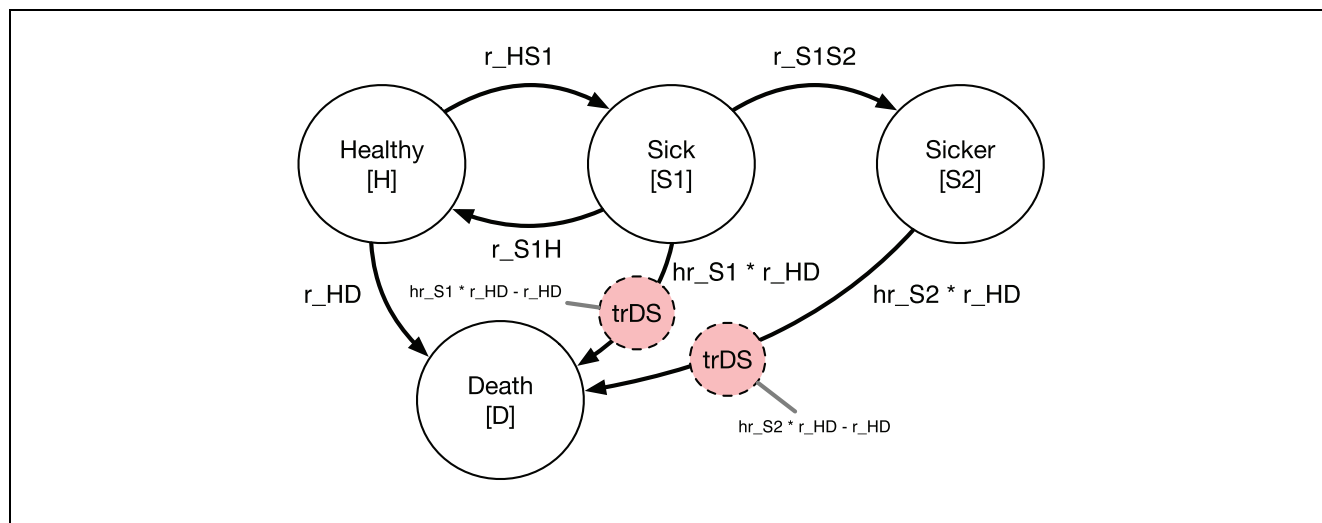 r_HS1
r_S1S2
Healthy
[H]
Sick
[S1]
Sicker
[S2]
r_S1H
r_HD
hr_S1 * r_HD - r_HD
hr_S1 * r_HD
hr_S2 * r_HD
trDS
trDS
Death
[D]
hr_S2 * r_HD - r_HD